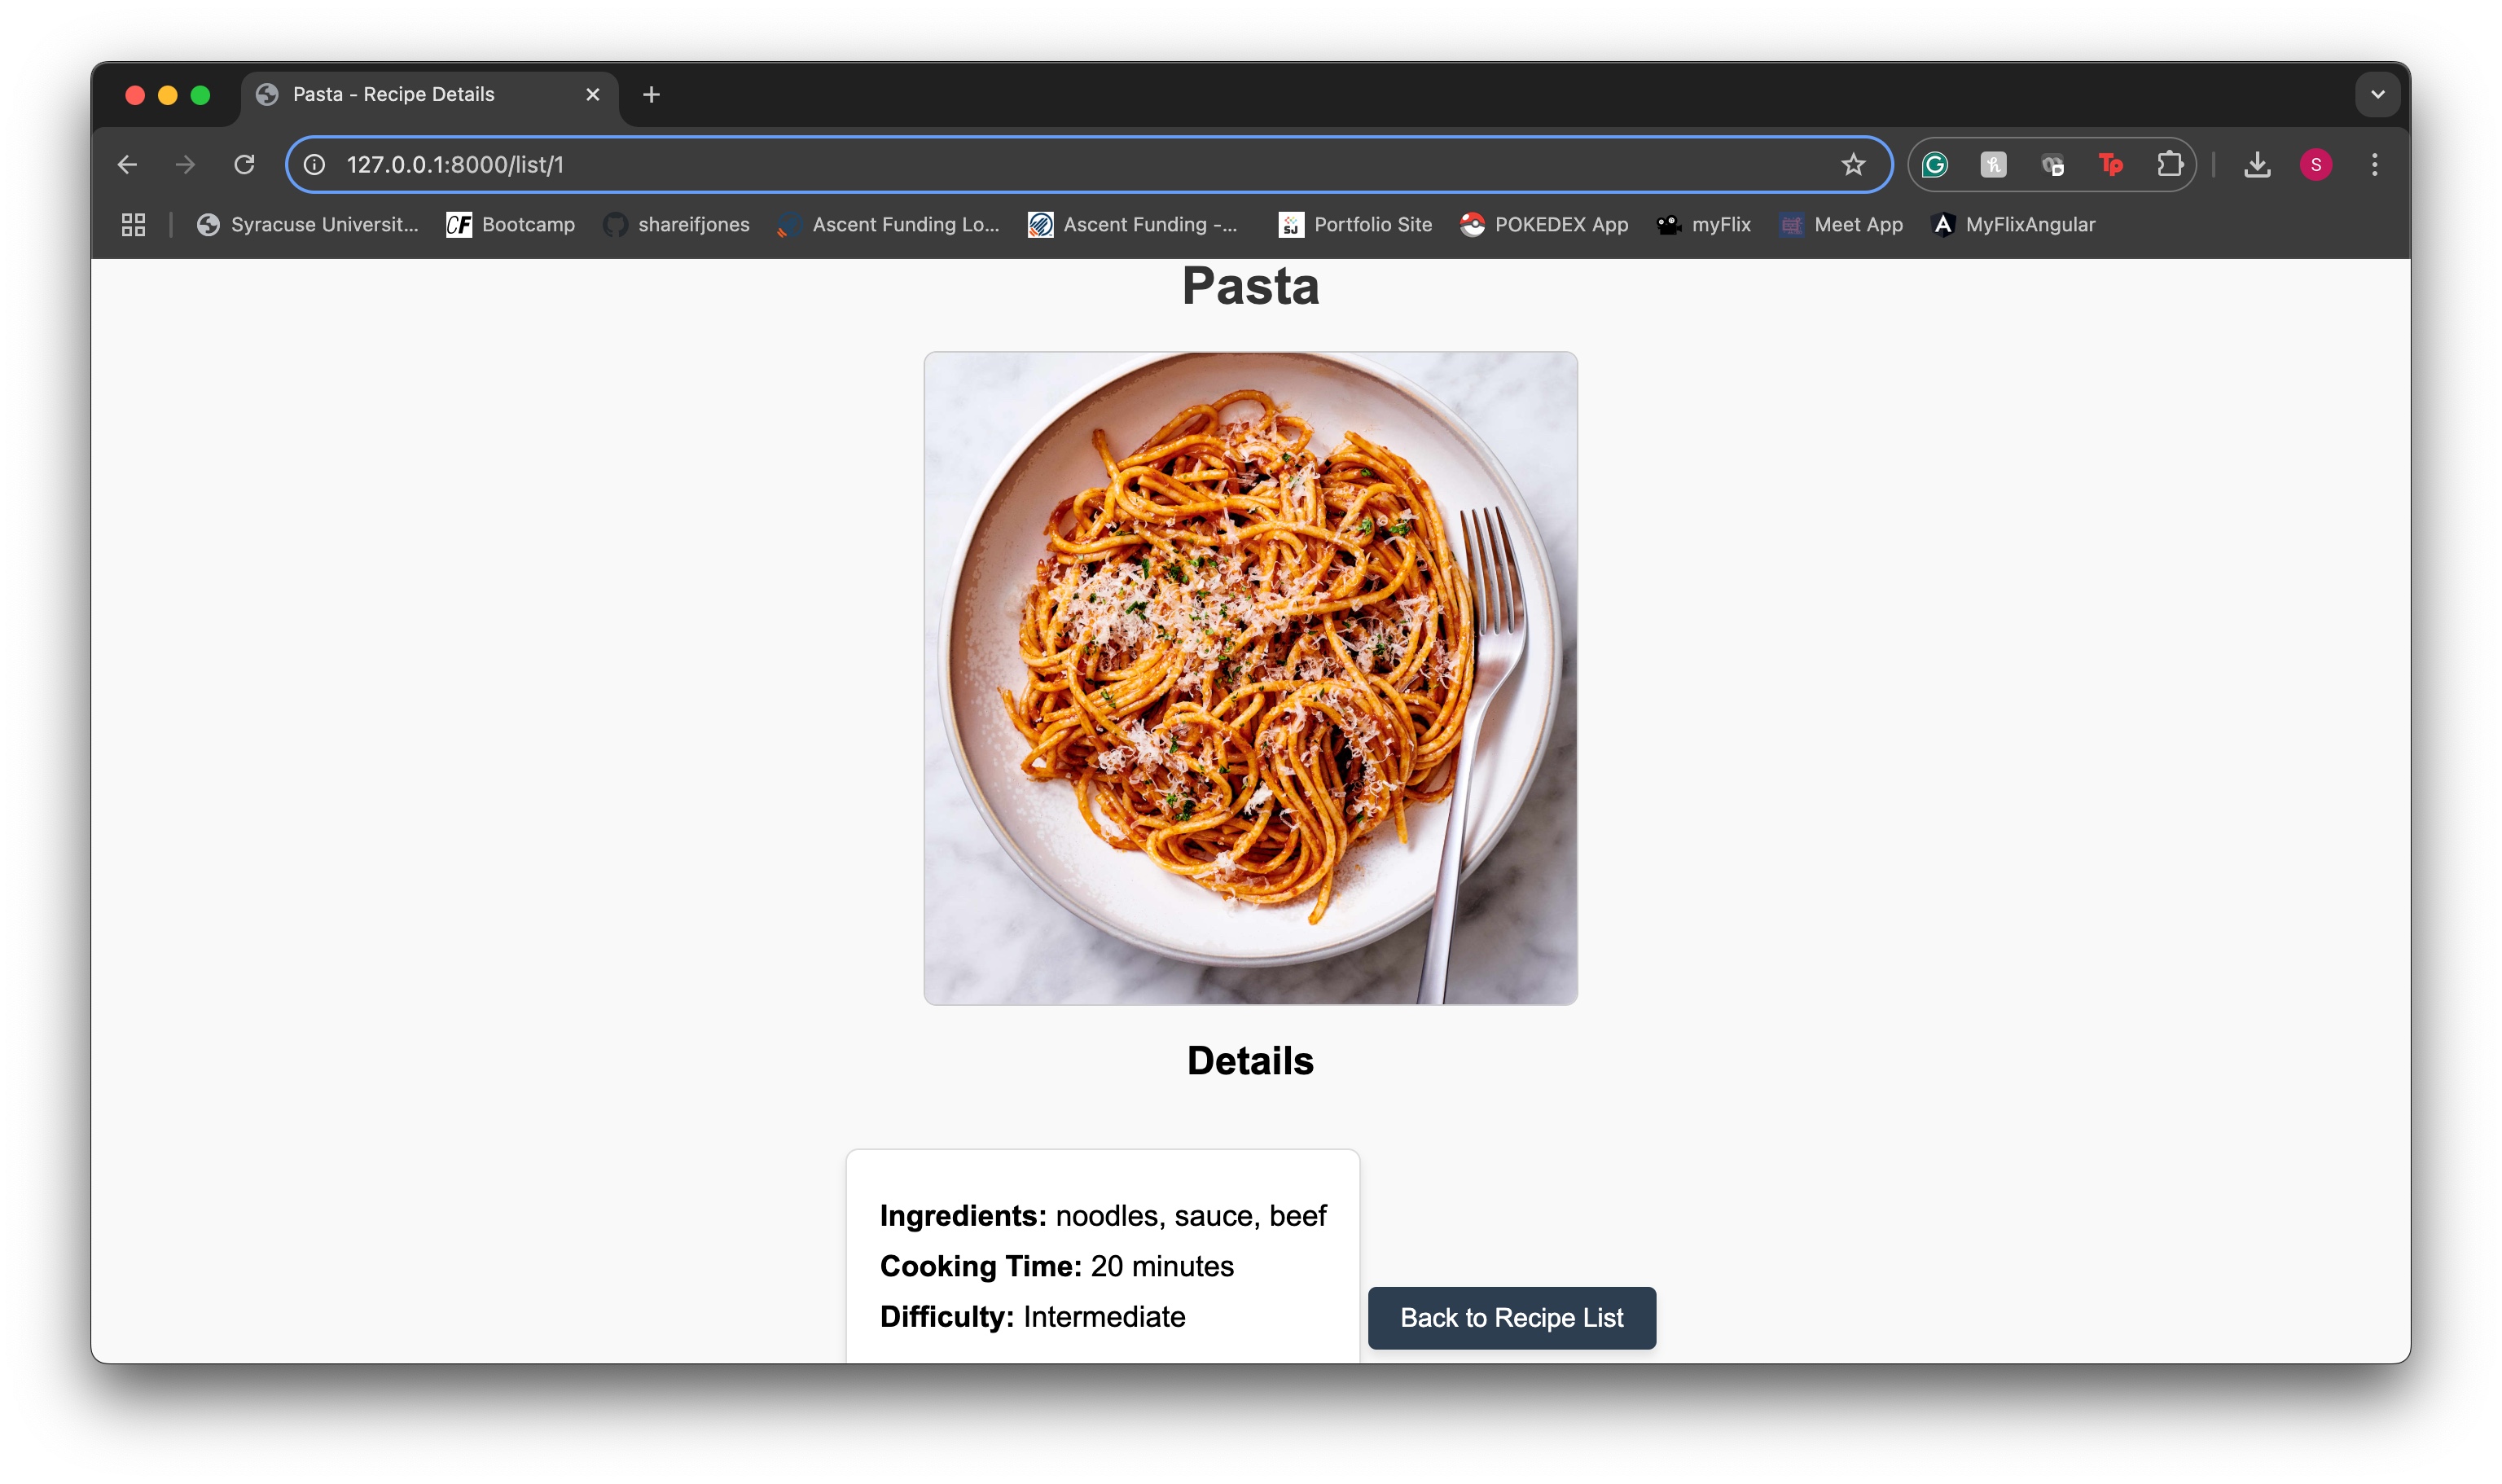 Pasta - Recipe Details
127.0.0.1:8000/list/1
S
Syracuse Universit... CF Bootcamp shareifjones Ascent Funding Lo... Ascent Funding -... SJ Portfolio Site POKEDEX App myFlix Meet App A MyFlixAngular
Pasta
Details
Ingredients: noodles, sauce, beef
Cooking Time: 20 minutes
Difficulty: Intermediate
Back to Recipe List